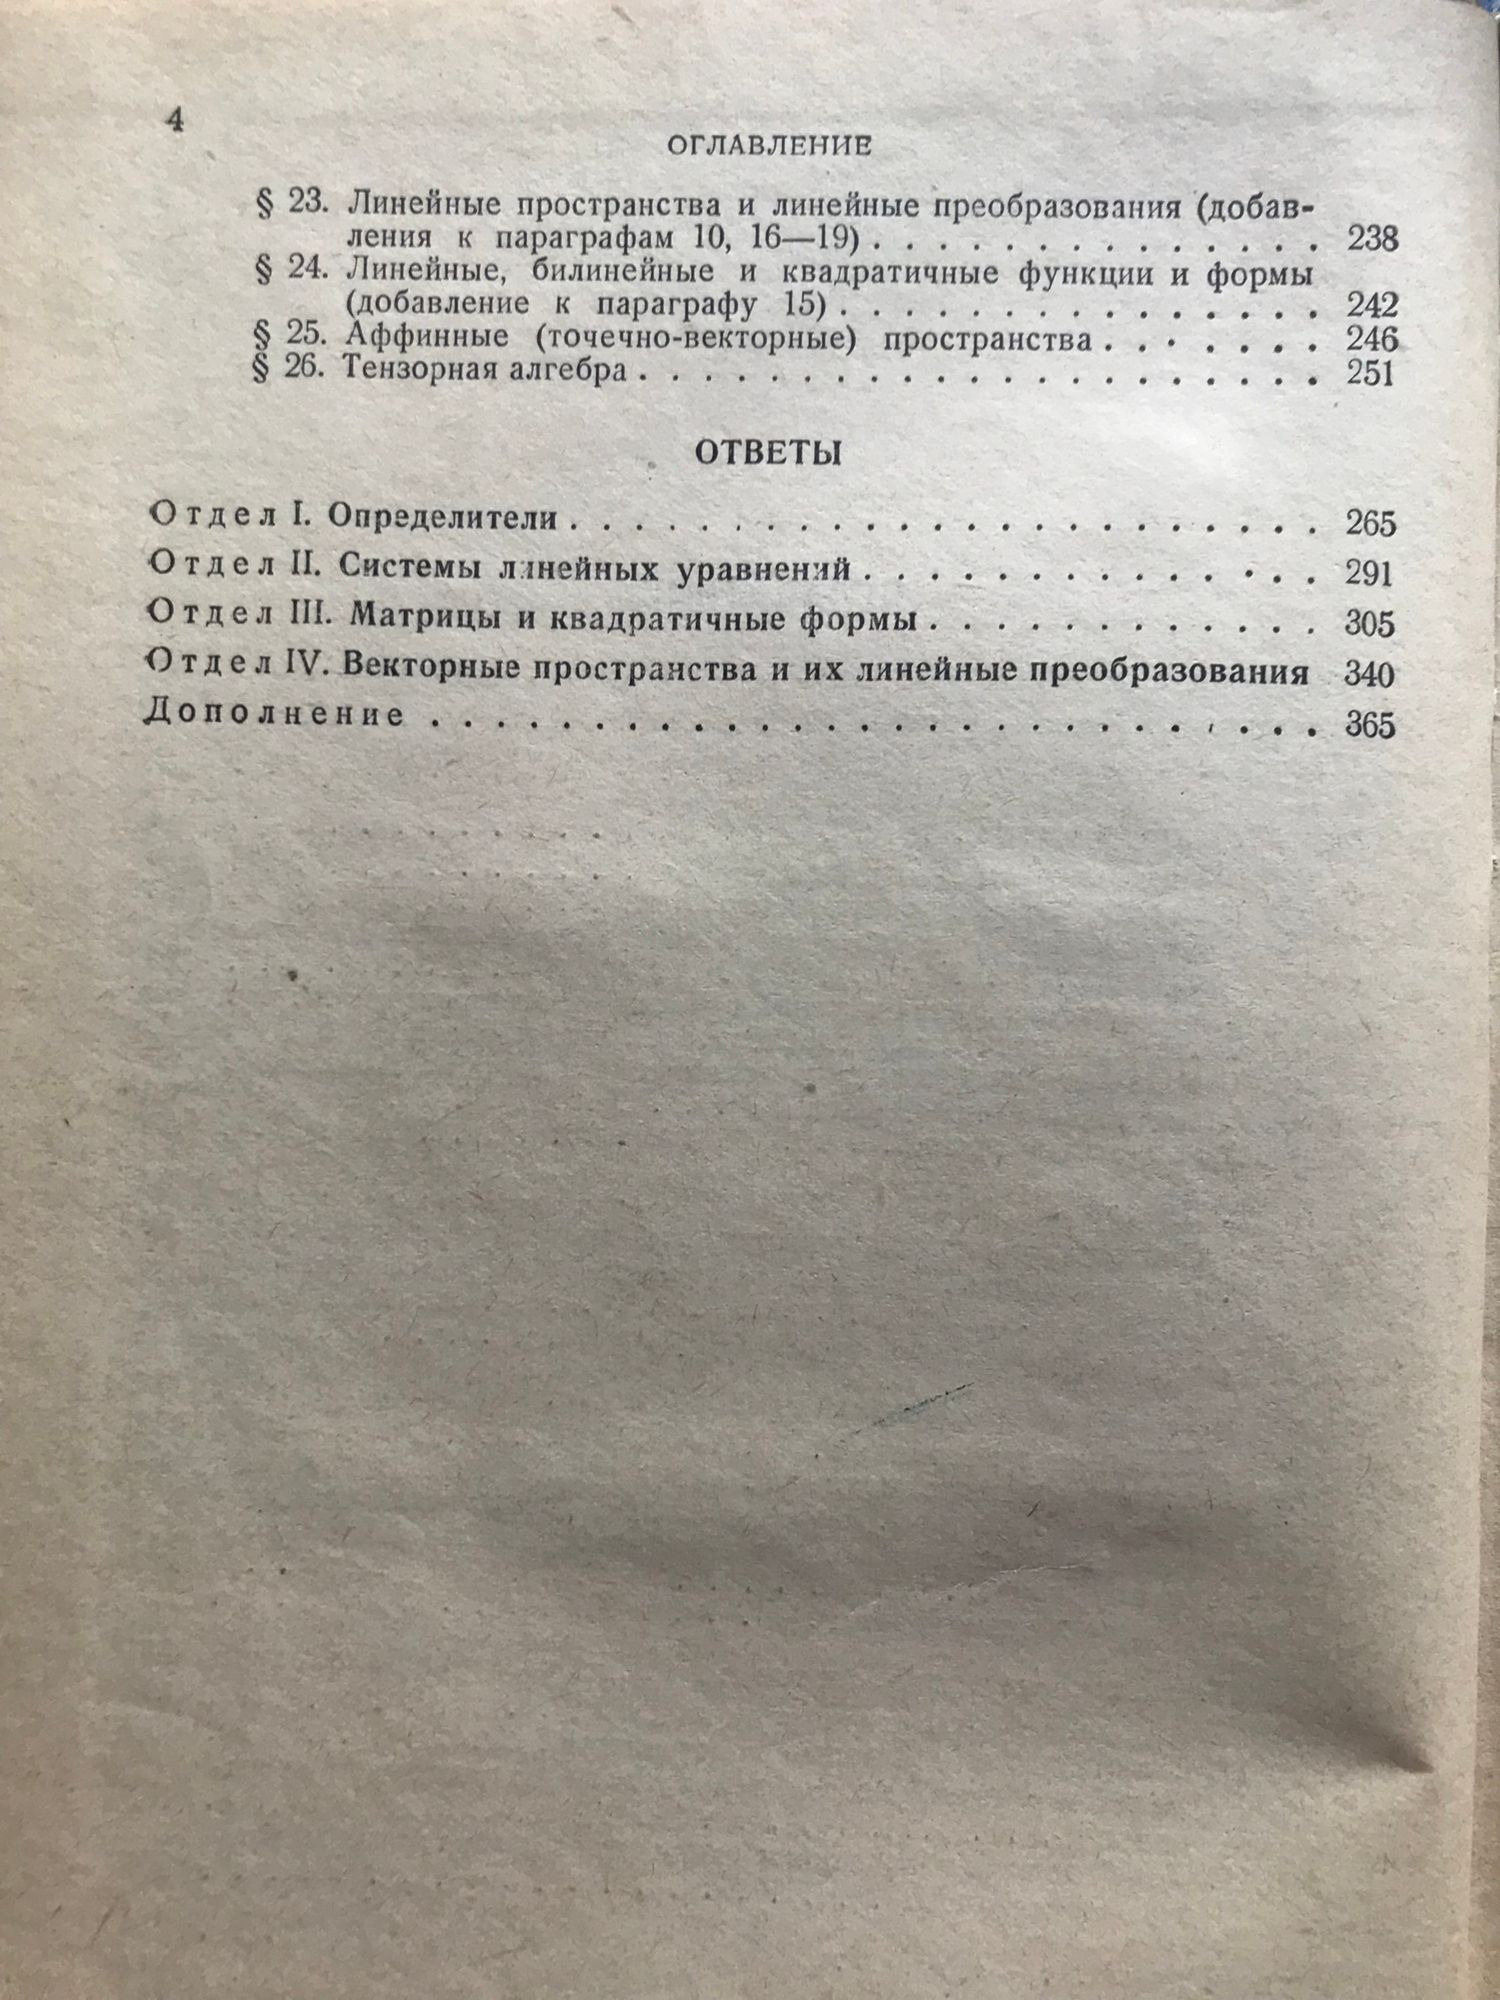 4
ОГЛАВЛЕНИЕ
§ 23. Линейные пространства и линейные преобразования (добав-
ления к параграфам 10, 16—19) . . . . . . . . . . . . . . 238
§ 24. Линейные, билинейные и квадратичные функции и формы
(добавление к параграфу 15) . . . . . . . . . . . . . . . 242
§ 25. Аффинные (точечно-векторные) пространства . . . . . . . 246
§ 26. Тензорная алгебра . . . . . . . . . . . . . . . . . . . . . 251
ОТВЕТЫ
Отдел I. Определители . . . . . . . . . . . . . . . . . . . . . . . 265
Отдел II. Системы линейных уравнений . . . . . . . . . . . . . . 291
Отдел III. Матрицы и квадратичные формы . . . . . . . . . . . . 305
Отдел IV. Векторные пространства и их линейные преобразования 340
Дополнение . . . . . . . . . . . . . . . . . . . . . . . . . . . 365